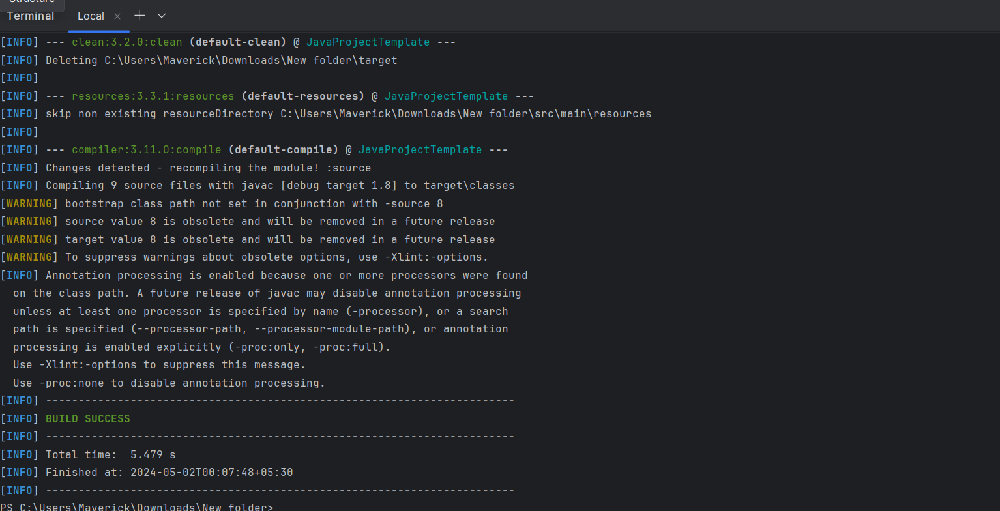 Structure
Terminal Local × + 
[INFO] --- clean:3.2.0:clean (default-clean) @ JavaProjectTemplate ---
[INFO] Deleting C:\Users\Maverick\Downloads\New folder\target
[INFO]
[INFO] --- resources:3.3.1:resources (default-resources) @ JavaProjectTemplate ---
[INFO] skip non existing resourceDirectory C:\Users\Maverick\Downloads\New folder\src\main\resources
[INFO]
[INFO] --- compiler:3.11.0:compile (default-compile) @ JavaProjectTemplate ---
[INFO] Changes detected - recompiling the module! :source
[INFO] Compiling 9 source files with javac [debug target 1.8] to target\classes
[WARNING] bootstrap class path not set in conjunction with -source 8
[WARNING] source value 8 is obsolete and will be removed in a future release
[WARNING] target value 8 is obsolete and will be removed in a future release
[WARNING] To suppress warnings about obsolete options, use -Xlint:-options.
[INFO] Annotation processing is enabled because one or more processors were found
  on the class path. A future release of javac may disable annotation processing
  unless at least one processor is specified by name (-processor), or a search
  path is specified (--processor-path, --processor-module-path), or annotation
  processing is enabled explicitly (-proc:only, -proc:full).
  Use -Xlint:-options to suppress this message.
  Use -proc:none to disable annotation processing.
[INFO] ------------------------------------------------------------------------
[INFO] BUILD SUCCESS
[INFO] ------------------------------------------------------------------------
[INFO] Total time:  5.479 s
[INFO] Finished at: 2024-05-02T00:07:48+05:30
[INFO] ------------------------------------------------------------------------
PS C:\Users\Maverick\Downloads\New folder>